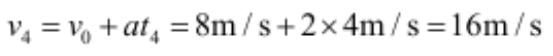 v₄ = v₀ + at₄ = 8m / s + 2 × 4m / s = 16m / s